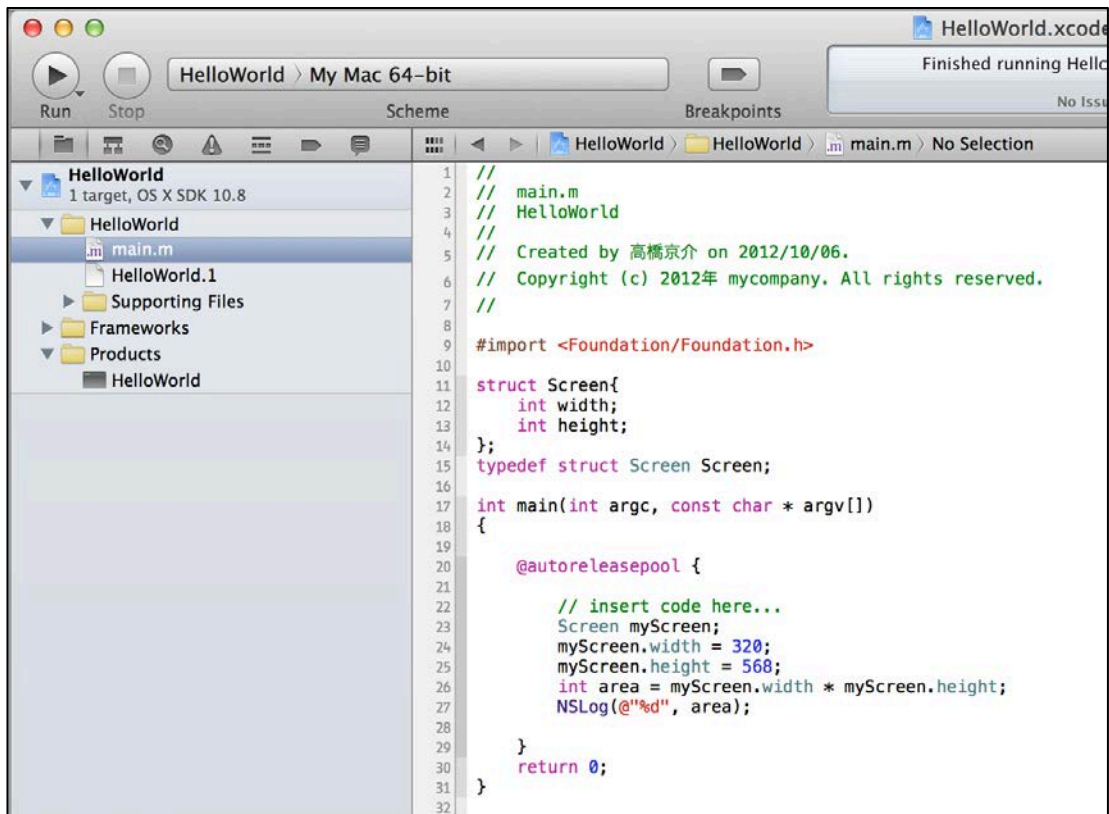 HelloWorld.xcode
HelloWorld 〉 My Mac 64-bit
Finished running Hello
Run Stop Scheme Breakpoints
No Issu
HelloWorld 〉 HelloWorld 〉 main.m 〉 No Selection
HelloWorld
1 target, OS X SDK 10.8
HelloWorld
main.m
HelloWorld.1
Supporting Files
Frameworks
Products
HelloWorld
1 //
2 //  main.m
3 //  HelloWorld
4 //
5 //  Created by 高橋京介 on 2012/10/06.
6 //  Copyright (c) 2012年 mycompany. All rights reserved.
7 //
8
9 #import <Foundation/Foundation.h>
10
11 struct Screen{
12     int width;
13     int height;
14 };
15 typedef struct Screen Screen;
16
17 int main(int argc, const char * argv[])
18 {
19
20     @autoreleasepool {
21
22         // insert code here...
23         Screen myScreen;
24         myScreen.width = 320;
25         myScreen.height = 568;
26         int area = myScreen.width * myScreen.height;
27         NSLog(@"%d", area);
28
29     }
30     return 0;
31 }
32